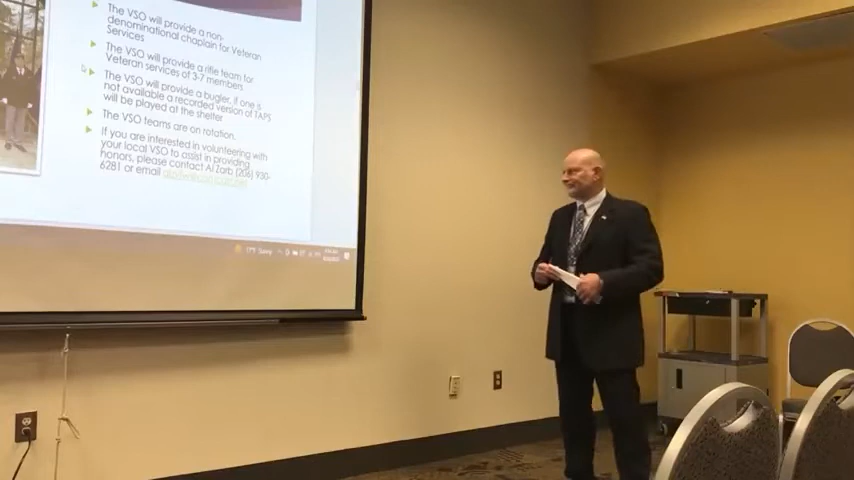 The VSO will provide a non-
denominational chaplain for Veteran
Services
The VSO will provide a rifle team for
Veteran services of 3-7 members
The VSO will provide a bugler, if one is
not available a recorded version of TAPS
will be played at the shelter
The VSO teams are on rotation.
If you are interested in volunteering with
your local VSO to assist in providing
honors, please contact Al Zarb (206) 930-
6281 or email